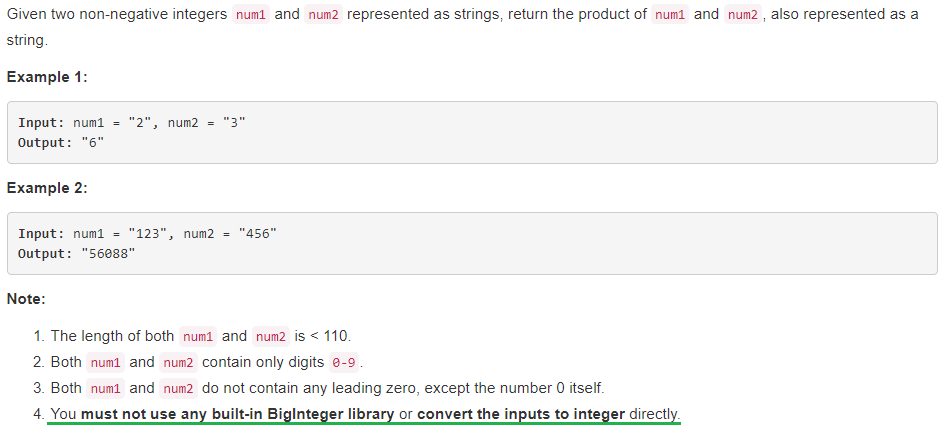 Given two non-negative integers num1 and num2 represented as strings, return the product of num1 and num2, also represented as a
string.
Example 1:
Input: num1 = "2", num2 = "3"
Output: "6"
Example 2:
Input: num1 = "123", num2 = "456"
Output: "56088"
Note:
1. The length of both num1 and num2 is < 110.
2. Both num1 and num2 contain only digits 0-9.
3. Both num1 and num2 do not contain any leading zero, except the number 0 itself.
4. You must not use any built-in BigInteger library or convert the inputs to integer directly.